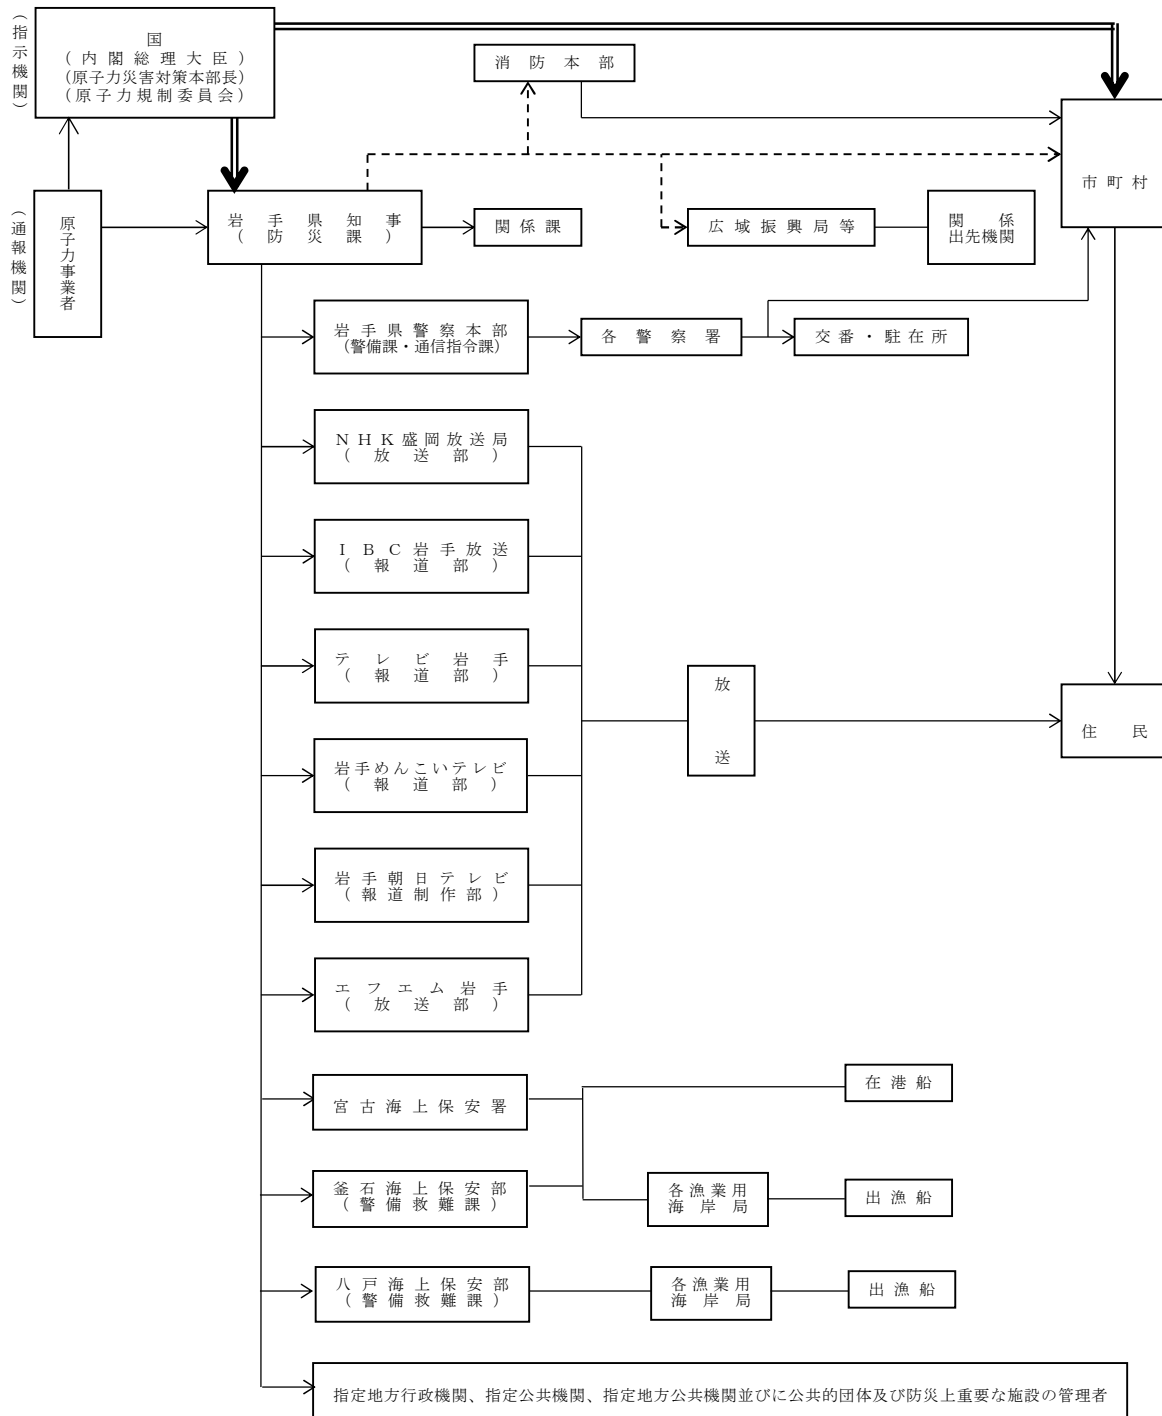 （指示機関）
国
（内閣総理大臣）
（原子力災害対策本部長）
（原子力規制委員会）
消防本部
市町村
（通報機関）
原子力事業者
岩手県知事
（防災課）
関係課
広域振興局等
関係
出先機関
岩手県警察本部
（警備課・通信指令課）
各警察署
交番・駐在所
ＮＨＫ盛岡放送局
（放送部）
ＩＢＣ岩手放送
（報道部）
テレビ岩手
（報道部）
放送
住民
岩手めんこいテレビ
（報道部）
岩手朝日テレビ
（報道制作部）
エフエム岩手
（放送部）
在港船
宮古海上保安署
釜石海上保安部
（警備救難課）
各漁業用
海岸局
出漁船
八戸海上保安部
（警備救難課）
各漁業用
海岸局
出漁船
指定地方行政機関、指定公共機関、指定地方公共機関並びに公共的団体及び防災上重要な施設の管理者